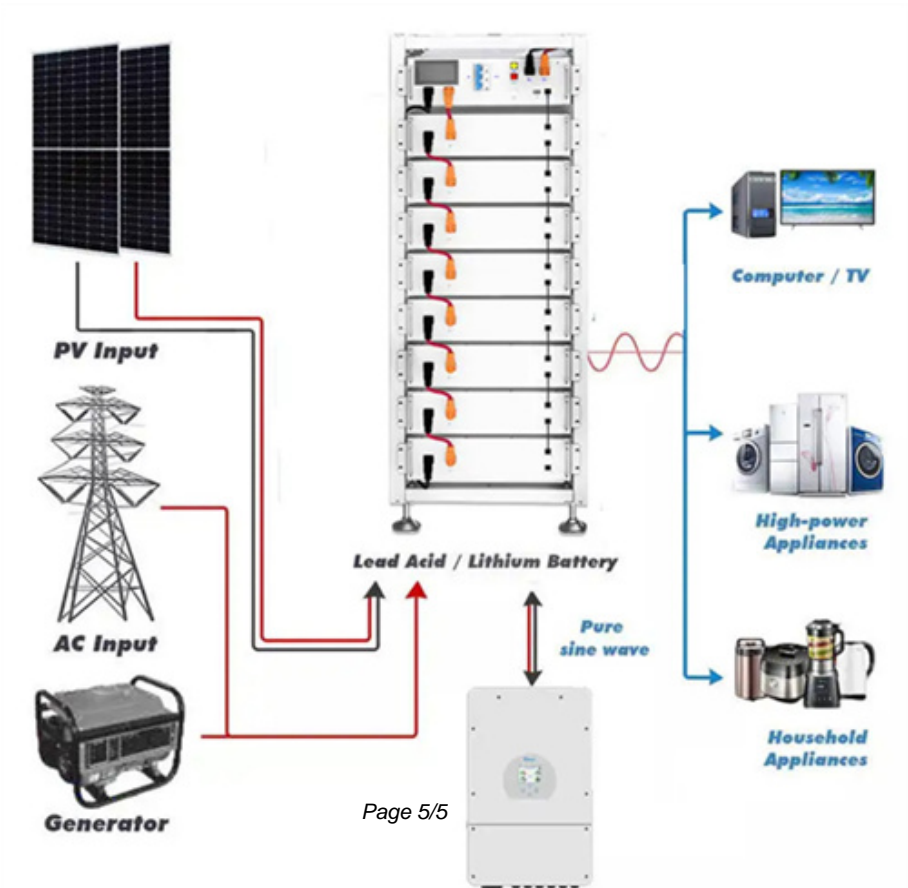 PV Input
AC Input
Generator
Lead Acid / Lithium Battery
Pure
sine wave
Computer / TV
High-power
Appliances
Household
Appliances
Page 5/5